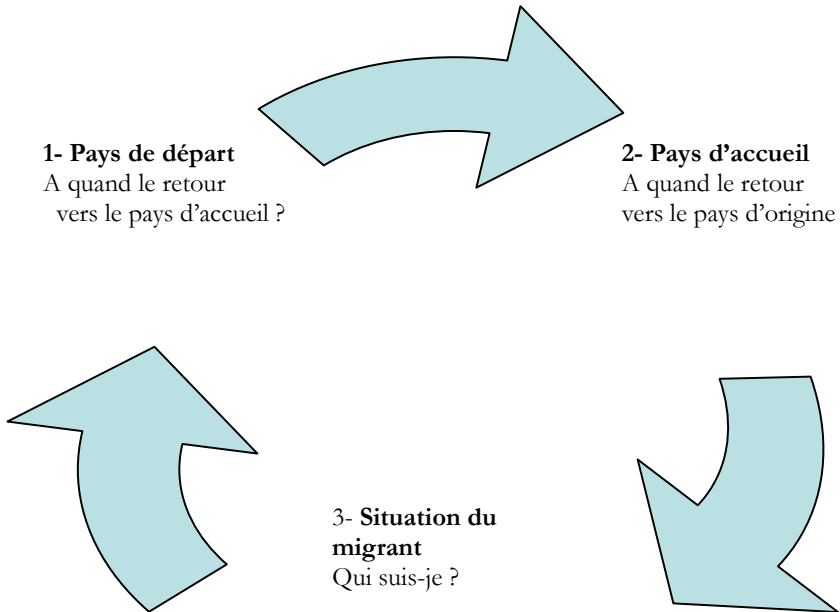 1- Pays de départ
A quand le retour
vers le pays d'accueil ?
2- Pays d'accueil
A quand le retour
vers le pays d'origine
3- Situation du
migrant
Qui suis-je ?